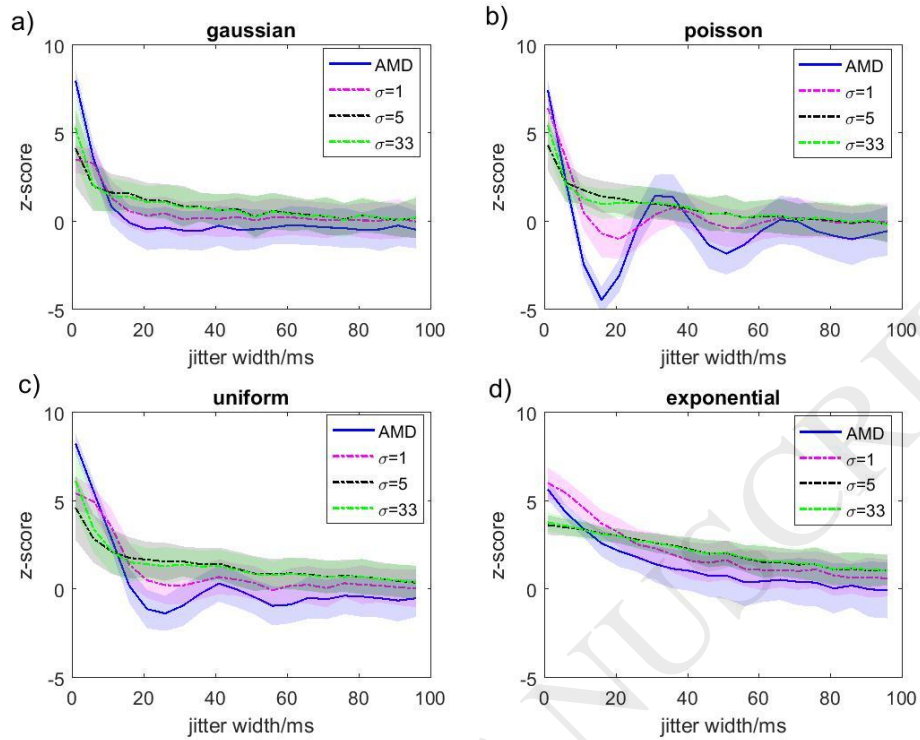 a)
gaussian
10
5
0
-5
z-score
0 20 40 60 80 100
jitter width/ms
AMD
σ=1
σ=5
σ=33
b)
poisson
10
5
0
-5
z-score
0 20 40 60 80 100
jitter width/ms
AMD
σ=1
σ=5
σ=33
c)
uniform
10
5
0
-5
z-score
0 20 40 60 80 100
jitter width/ms
AMD
σ=1
σ=5
σ=33
d)
exponential
10
5
0
-5
z-score
0 20 40 60 80 100
jitter width/ms
AMD
σ=1
σ=5
σ=33
NUSCRI